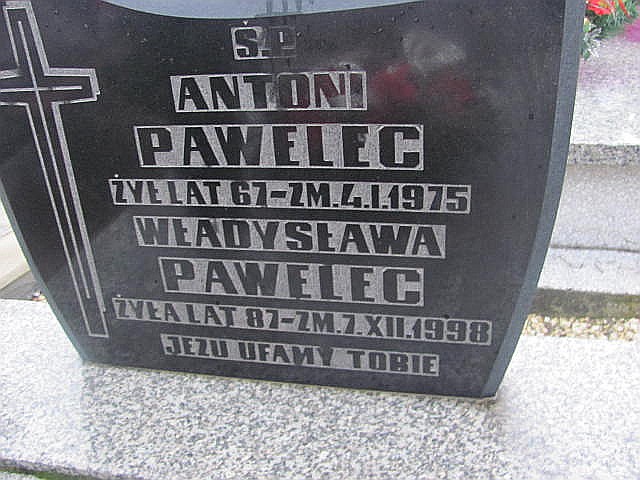 Ś.P.
ANTONI
PAWELEC
ŻYŁ LAT 67-ZM.4.I.1975
WŁADYSŁAWA
PAWELEC
ŻYŁA LAT 87-ZM.7.XII.1998
JEZU UFAMY TOBIE